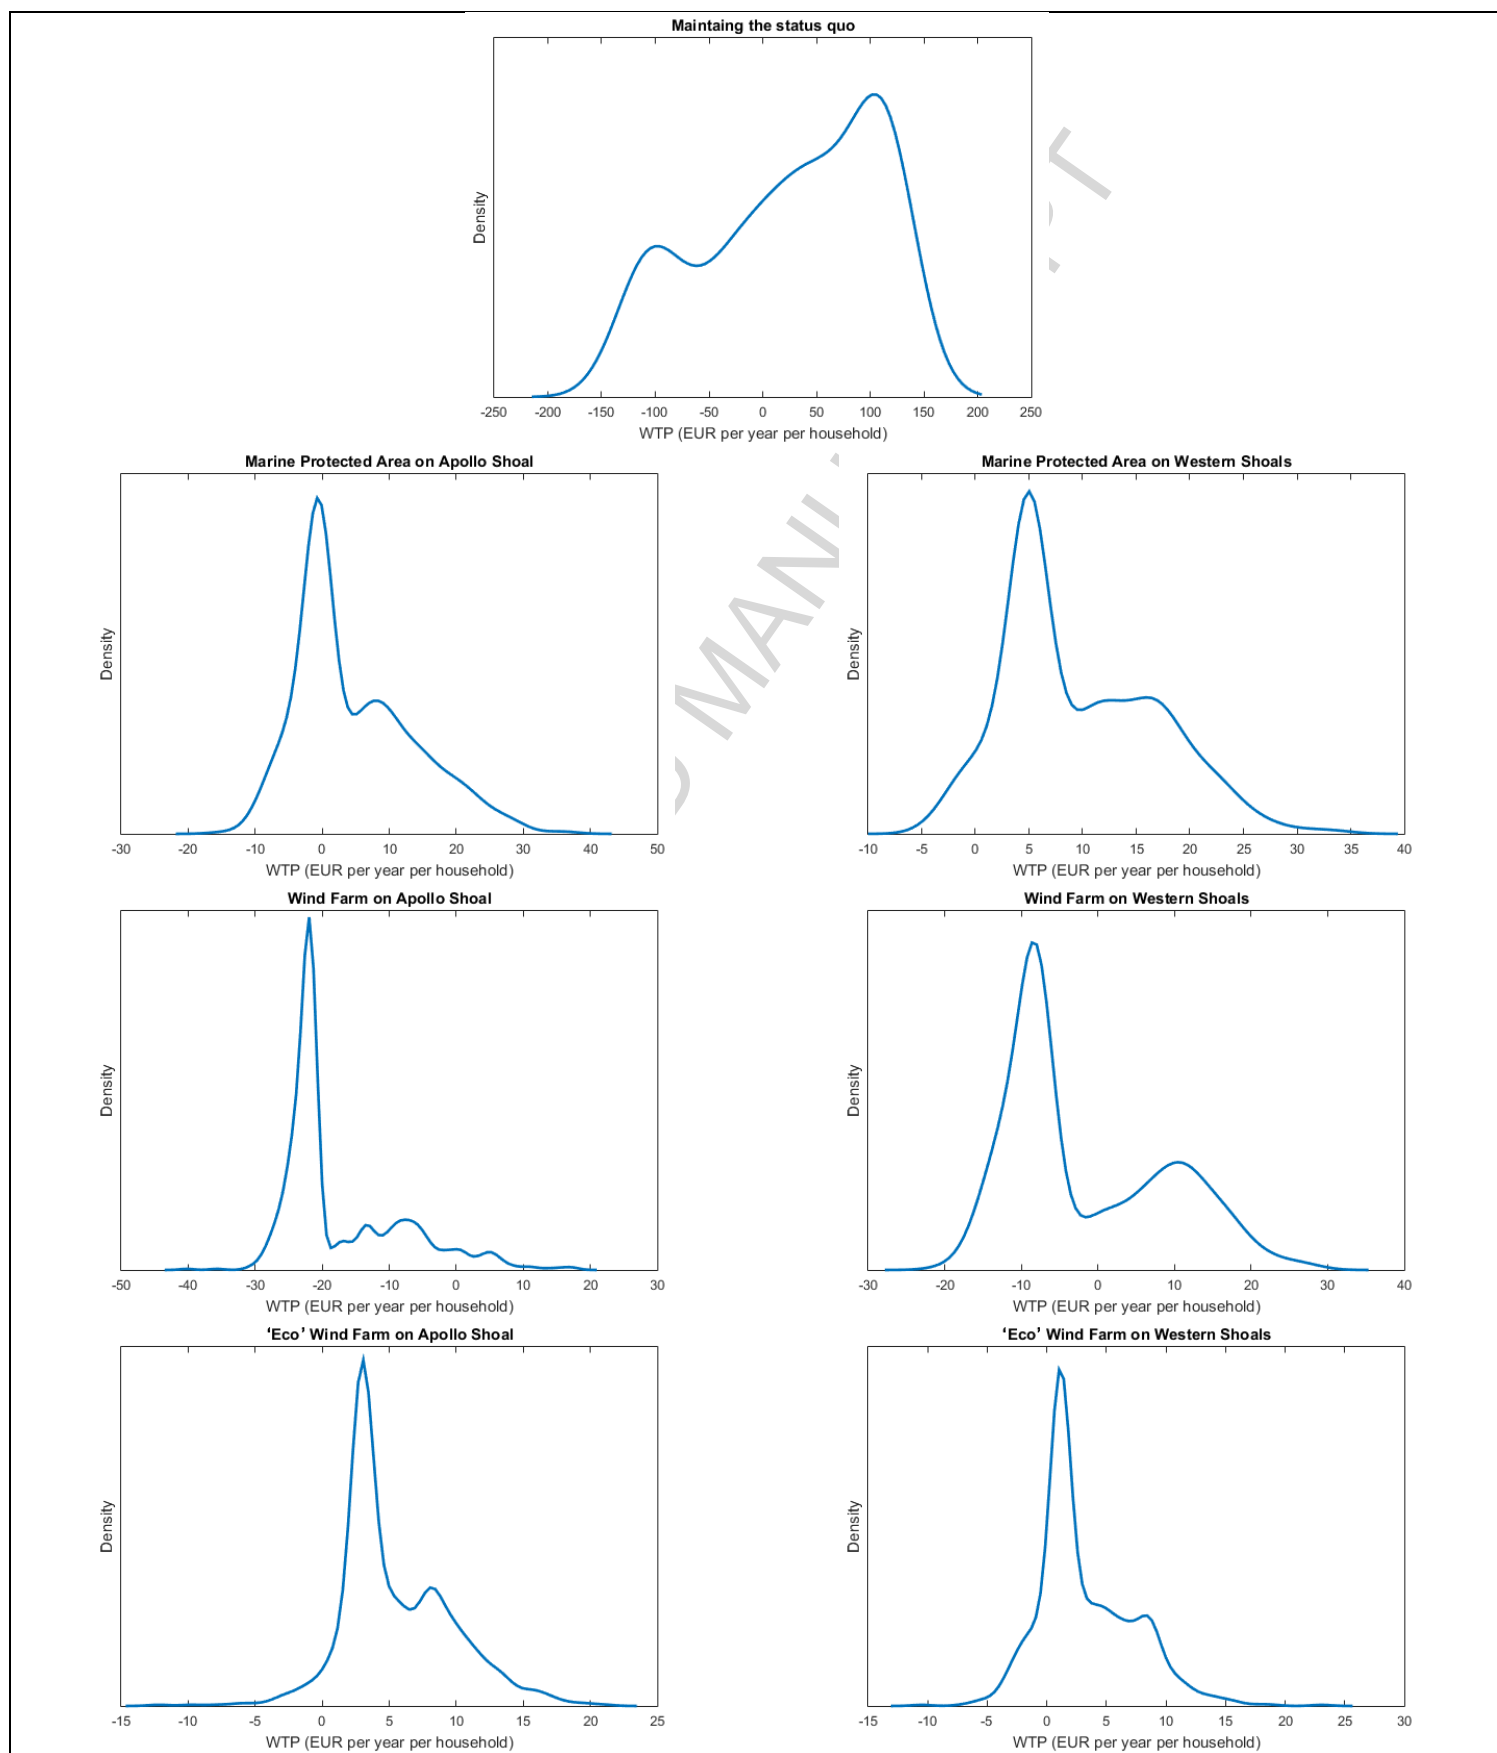 Maintaing the status quo
Density
-250 -200 -150 -100 -50 0 50 100 150 200 250
WTP (EUR per year per household)
Marine Protected Area on Apollo Shoal
Density
-30 -20 -10 0 10 20 30 40 50
WTP (EUR per year per household)
Marine Protected Area on Western Shoals
Density
-10 -5 0 5 10 15 20 25 30 35 40
WTP (EUR per year per household)
Wind Farm on Apollo Shoal
Density
-50 -40 -30 -20 -10 0 10 20 30
WTP (EUR per year per household)
Wind Farm on Western Shoals
Density
-30 -20 -10 0 10 20 30 40
WTP (EUR per year per household)
‘Eco’ Wind Farm on Apollo Shoal
Density
-15 -10 -5 0 5 10 15 20 25
WTP (EUR per year per household)
‘Eco’ Wind Farm on Western Shoals
Density
-15 -10 -5 0 5 10 15 20 25 30
WTP (EUR per year per household)